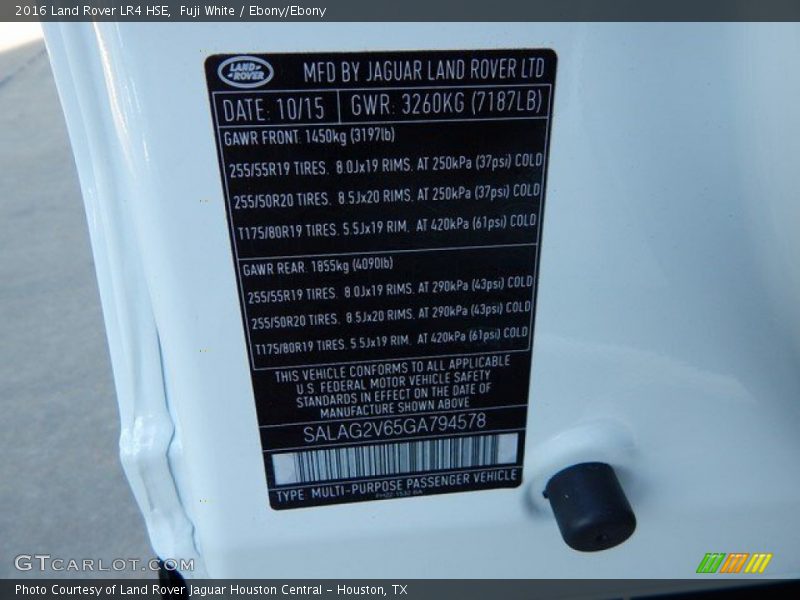 2016 Land Rover LR4 HSE,  Fuji White / Ebony/Ebony
LAND-
ROVER
MFD BY JAGUAR LAND ROVER LTD
DATE: 10/15
GWR: 3260KG (7187LB)
GAWR FRONT: 1450kg (3197lb)
255/55R19 TIRES. 8.0Jx19 RIMS. AT 250kPa (37psi) COLD
255/50R20 TIRES. 8.5Jx20 RIMS. AT 250kPa (37psi) COLD
T175/80R19 TIRES. 5.5Jx19 RIM. AT 420kPa (61psi) COLD
GAWR REAR: 1855kg (4090lb)
255/55R19 TIRES. 8.0Jx19 RIMS. AT 290kPa (43psi) COLD
255/50R20 TIRES. 8.5Jx20 RIMS. AT 290kPa (43psi) COLD
T175/80R19 TIRES. 5.5Jx19 RIM. AT 420kPa (61psi) COLD
THIS VEHICLE CONFORMS TO ALL APPLICABLE
U.S. FEDERAL MOTOR VEHICLE SAFETY
STANDARDS IN EFFECT ON THE DATE OF
MANUFACTURE SHOWN ABOVE
SALAG2V65GA794578
TYPE MULTI-PURPOSE PASSENGER VEHICLE
GTCARLOT.COM
Photo Courtesy of Land Rover Jaguar Houston Central - Houston, TX